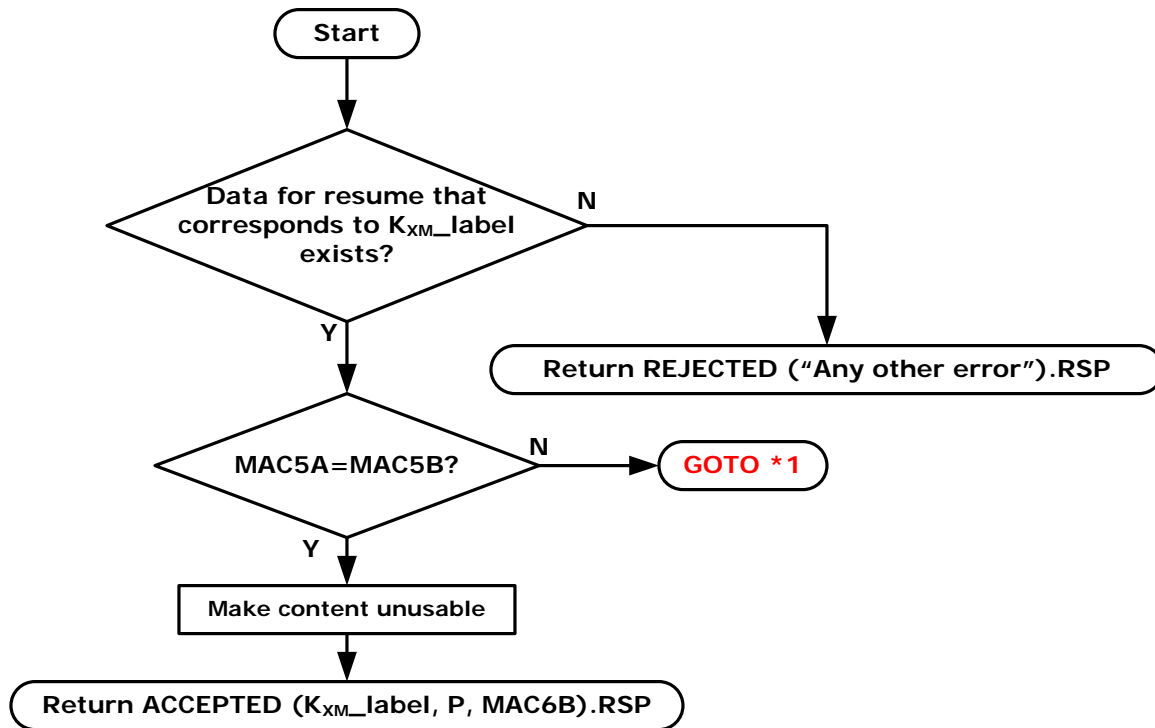 Start
Data for resume that
corresponds to KXM_label
exists?
N
Y
Return REJECTED (“Any other error”).RSP
MAC5A=MAC5B?
N
GOTO *1
Y
Make content unusable
Return ACCEPTED (KXM_label, P, MAC6B).RSP